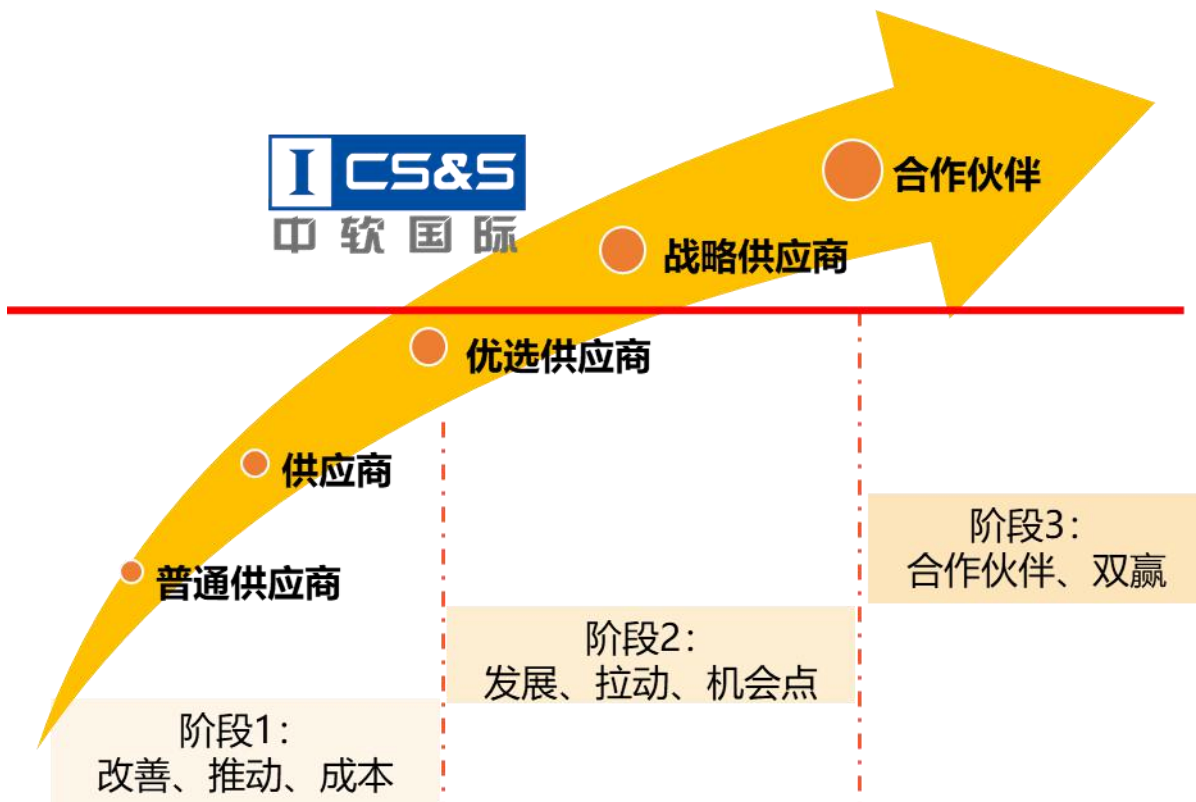 I CS&S
中软国际
合作伙伴
战略供应商
优选供应商
供应商
普通供应商
阶段3：
合作伙伴、双赢
阶段2：
发展、拉动、机会点
阶段1：
改善、推动、成本